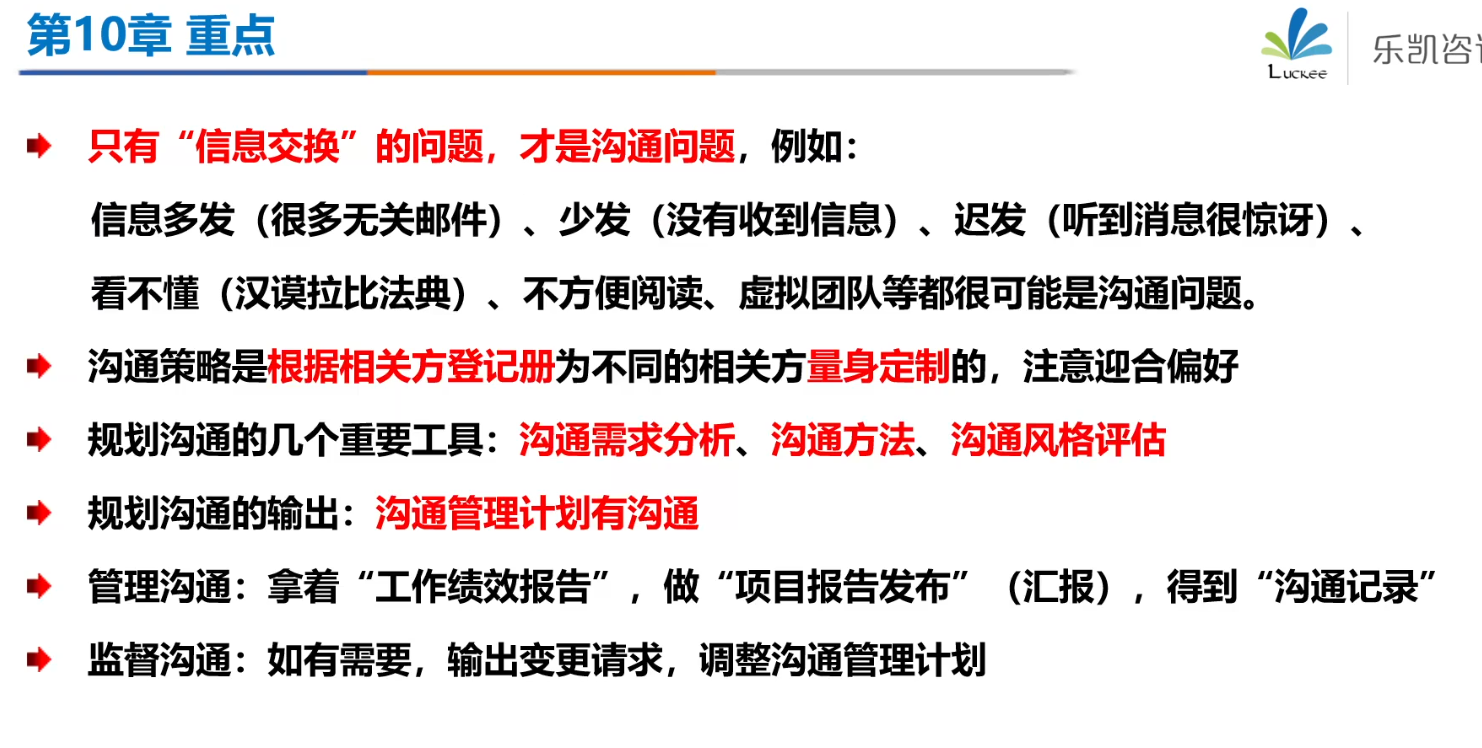 第10章 重点
Luckee
乐凯咨
只有“信息交换”的问题，才是沟通问题，例如：
信息多发（很多无关邮件）、少发（没有收到信息）、迟发（听到消息很惊讶）、
看不懂（汉谟拉比法典）、不方便阅读、虚拟团队等都很可能是沟通问题。
沟通策略是根据相关方登记册为不同的相关方量身定制的，注意迎合偏好
规划沟通的几个重要工具：沟通需求分析、沟通方法、沟通风格评估
规划沟通的输出：沟通管理计划有沟通
管理沟通：拿着“工作绩效报告”，做“项目报告发布”（汇报），得到“沟通记录”
监督沟通：如有需要，输出变更请求，调整沟通管理计划